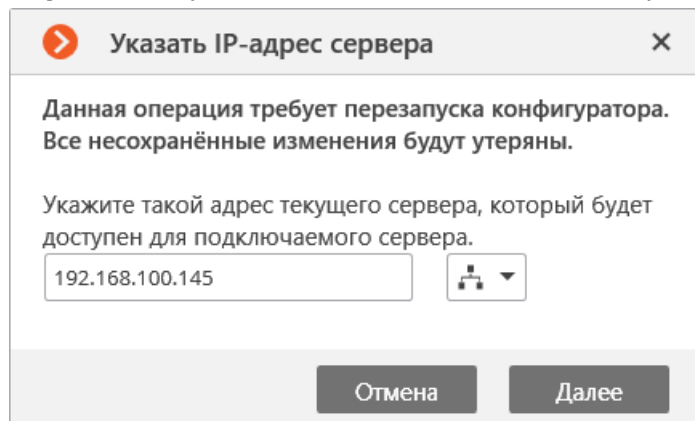 Указать IP-адрес сервера
Данная операция требует перезапуска конфигуратора.
Все несохранённые изменения будут утеряны.
Укажите такой адрес текущего сервера, который будет
доступен для подключаемого сервера.
192.168.100.145
Отмена
Далее